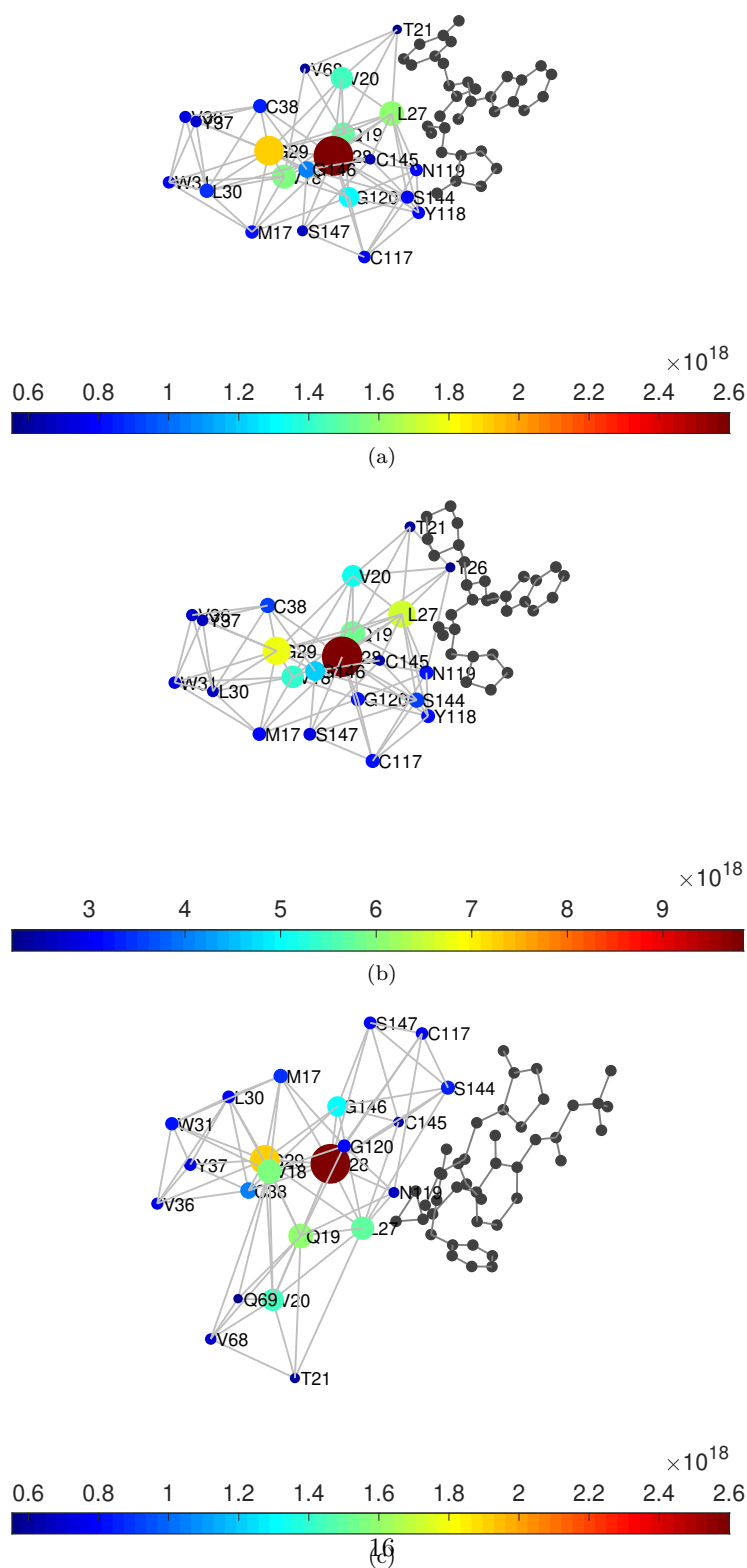 T21
V68
V20
C38
L27
Y37
Q19
G29
C145
G146
N119
W31
L30
V18
G120
S144
Y118
M17
S147
C117
×10^18
0.6 0.8 1 1.2 1.4 1.6 1.8 2 2.2 2.4 2.6
(a)
T21
T26
V20
C38
L27
Y37
Q19
G29
C145
G146
N119
W31
L30
G120
S144
Y118
M17
S147
C117
×10^18
3 4 5 6 7 8 9
(b)
S147
C117
M17
S144
L30
G146
C145
W31
G120
Y37
V18
N119
V36
L27
Q19
Q69
V20
V68
T21
×10^18
0.6 0.8 1 1.2 1.4 1.6 1.8 2 2.2 2.4 2.6
16
(c)